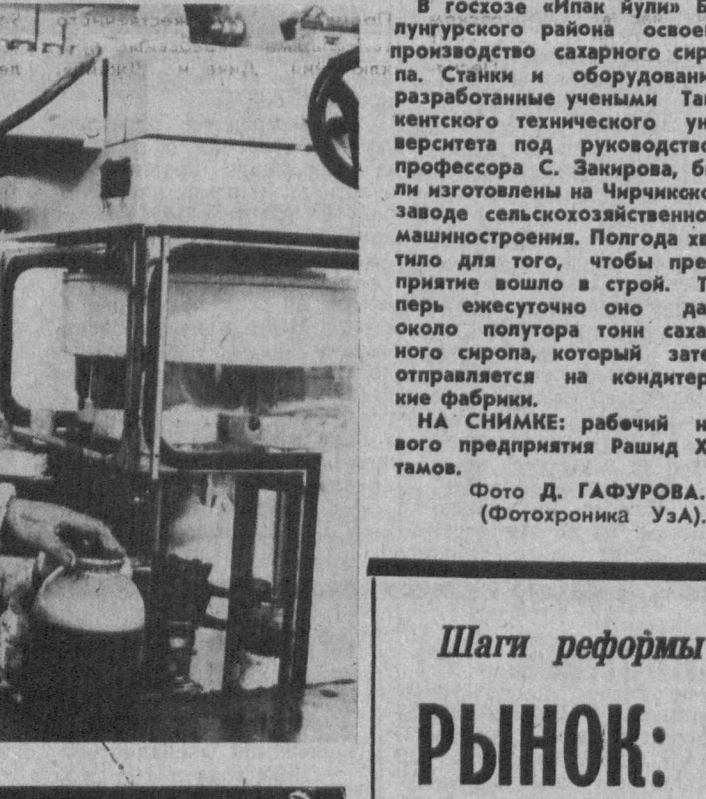 В госхозе «Ипак йули» Б
лунгурского района освое
производство сахарного сир
па. Станки и оборудовани
разработанные учеными Та
кентского технического ун
верситета под руководство
профессора С. Закирова, б
ли изготовлены на Чирчикско
заводе сельскохозяйственно
машиностроения. Полгода хв
тило для того, чтобы пре
приятие вошло в строй. Т
перь ежесуточно оно да
около полутора тонн саха
ного сиропа, который зате
отправляется на кондитер
кие фабрики.
НА СНИМКЕ: рабочий н
вого предприятия Рашид Х
тамов.
Фото Д. ГАФУРОВА.
(Фотохроника УзА).
Шаги реформы
РЫНОК: